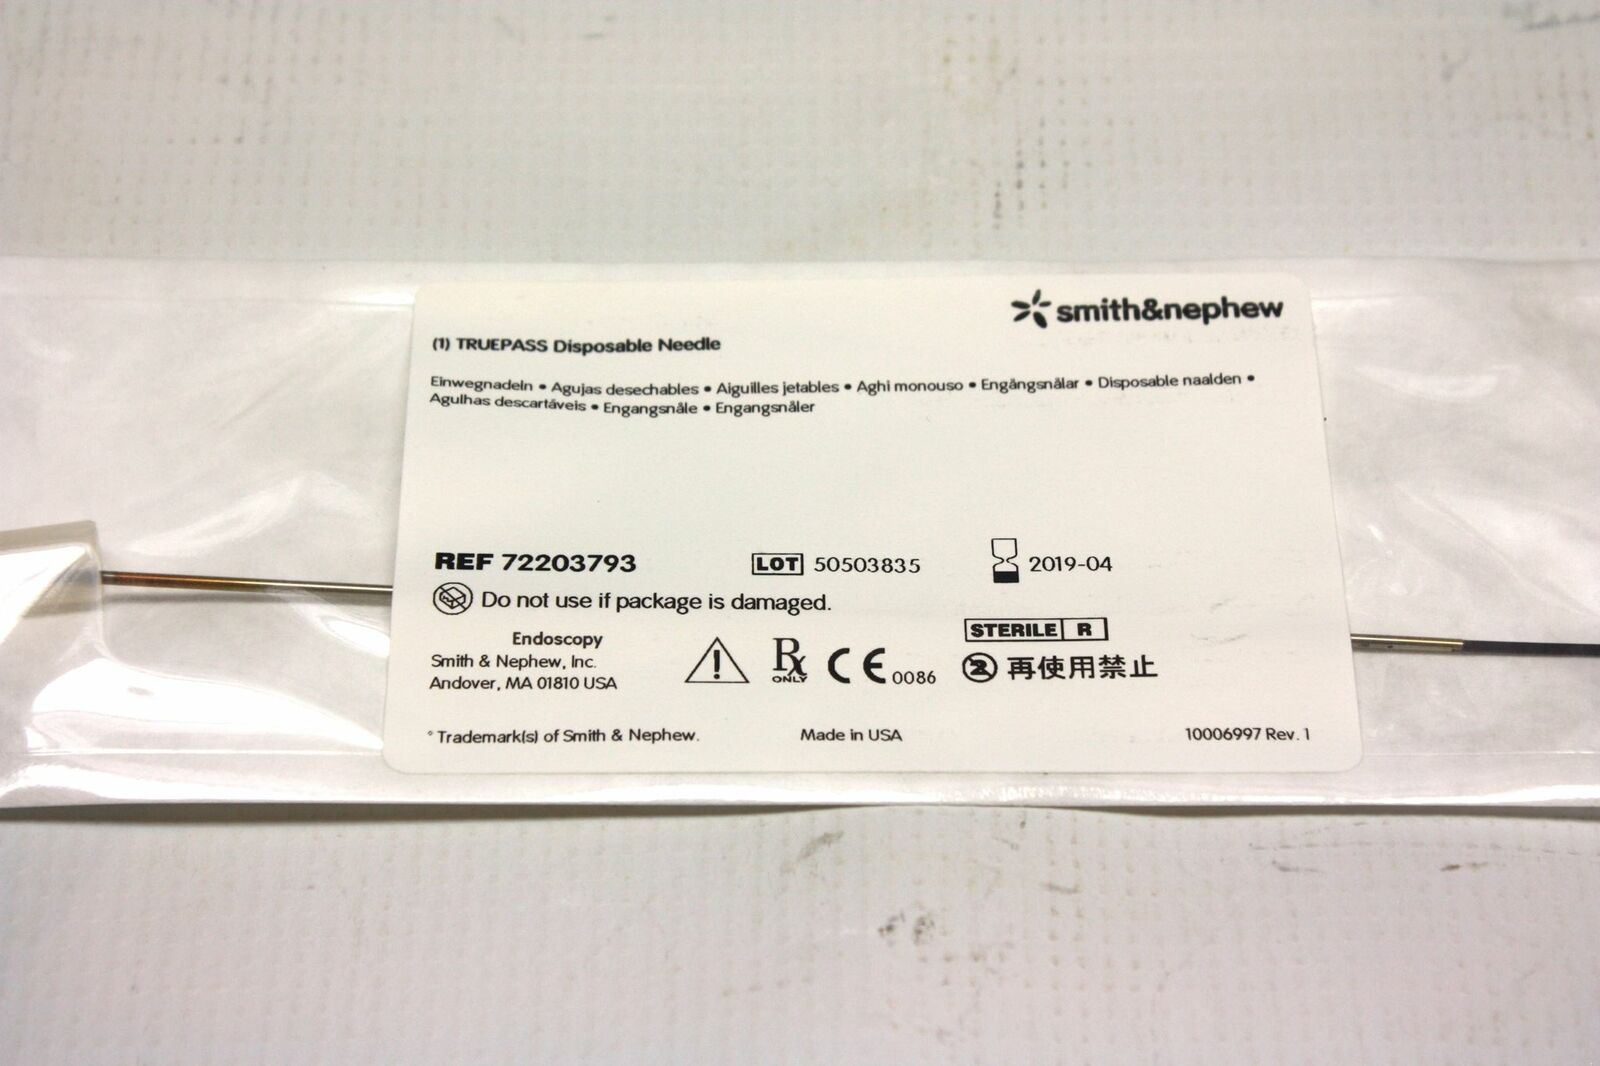 smith&nephew
(1) TRUEPASS Disposable Needle
Einwegnadeln • Agujas desechables • Aiguilles jetables • Aghi monouso • Engångsnålar • Disposable naalden •
Agulhas descartáveis • Engangsnåle • Engangsnåler
REF 72203793
LOT 50503835
2019-04
Do not use if package is damaged.
STERILE R
Endoscopy
Smith & Nephew, Inc.
Andover, MA 01810 USA
Rx
ONLY
CE 0086
2 再使用禁止
°Trademark(s) of Smith & Nephew.
Made in USA
10006997 Rev. 1